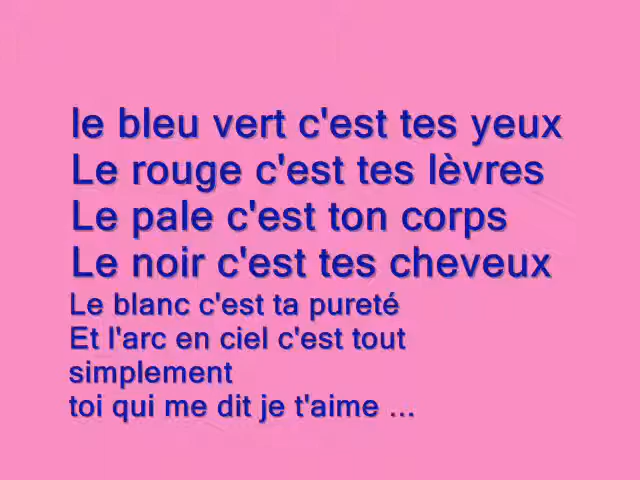 le bleu vert c'est tes yeux
Le rouge c'est tes lèvres
Le pale c'est ton corps
Le noir c'est tes cheveux
Le blanc c'est ta pureté
Et l'arc en ciel c'est tout
simplement
toi qui me dit je t'aime ...